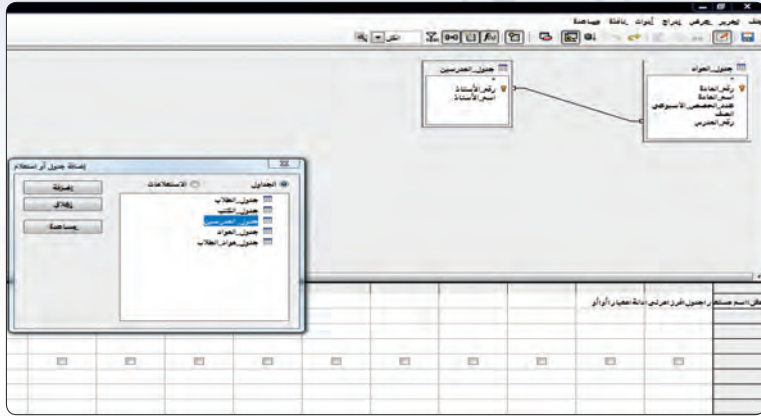 ملف تحرير عرض إدراج أدوات نافذة مساعدة
الكل
جدول_المواد
*
رقم_المادة
اسم_المادة
عدد_الحصص_الأسبوعي
الصف
رقم_المدرس
جدول_المدرسين
*
رقم_الأستاذ
اسم_الأستاذ
إضافة جدول أو استعلام
الجداول
الاستعلامات
جدول_الطلاب
جدول_الكتب
جدول_المدرسين
جدول_المواد
جدول_مواد_الطلاب
إضافة
إغلاق
مساعدة